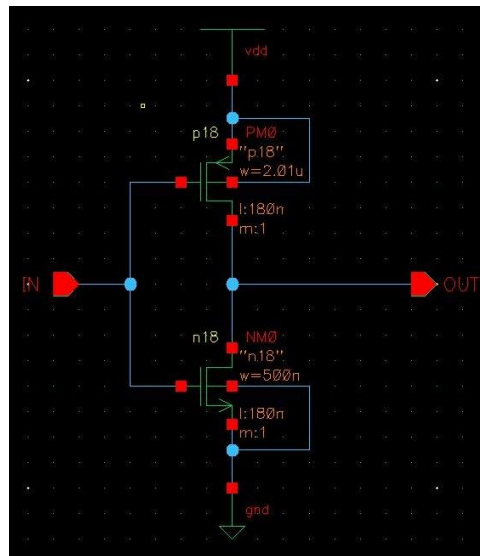 vdd
p18 PM0
"p18"
w=2.01u
l:180n
m:1
IN
OUT
n18 NM0
"n18"
w=500n
l:180n
m:1
gnd